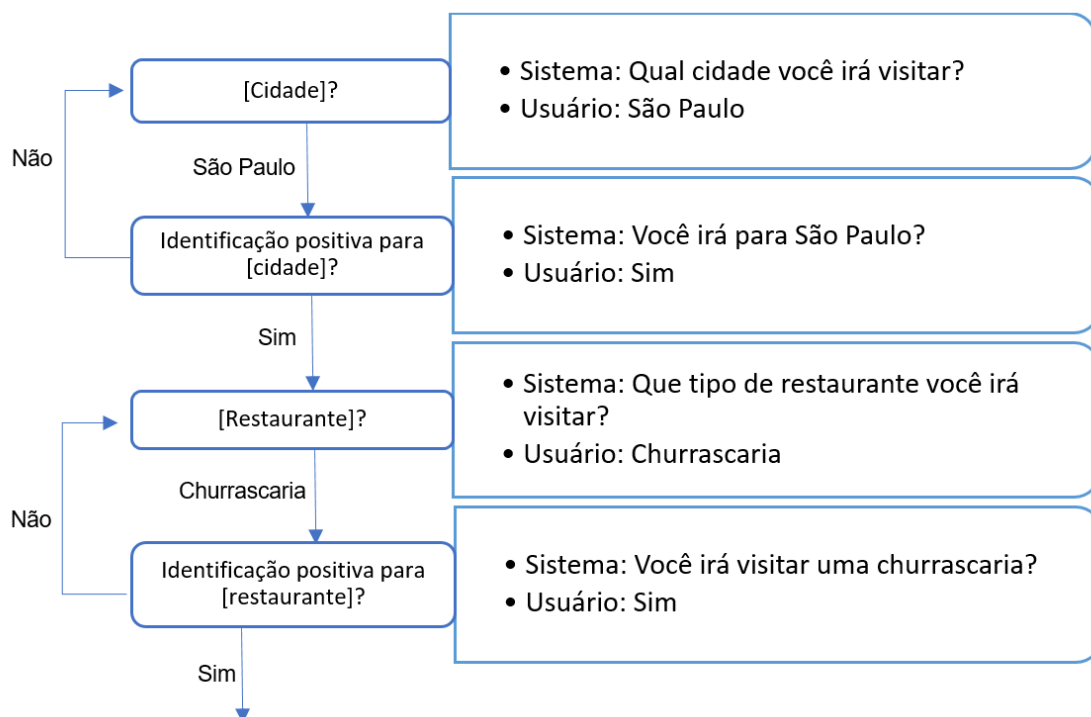 [Cidade]?
• Sistema: Qual cidade você irá visitar?
• Usuário: São Paulo
Não
São Paulo
Identificação positiva para
[cidade]?
• Sistema: Você irá para São Paulo?
• Usuário: Sim
Sim
[Restaurante]?
• Sistema: Que tipo de restaurante você irá
visitar?
• Usuário: Churrascaria
Churrascaria
Não
Identificação positiva para
[restaurante]?
• Sistema: Você irá visitar uma churrascaria?
• Usuário: Sim
Sim